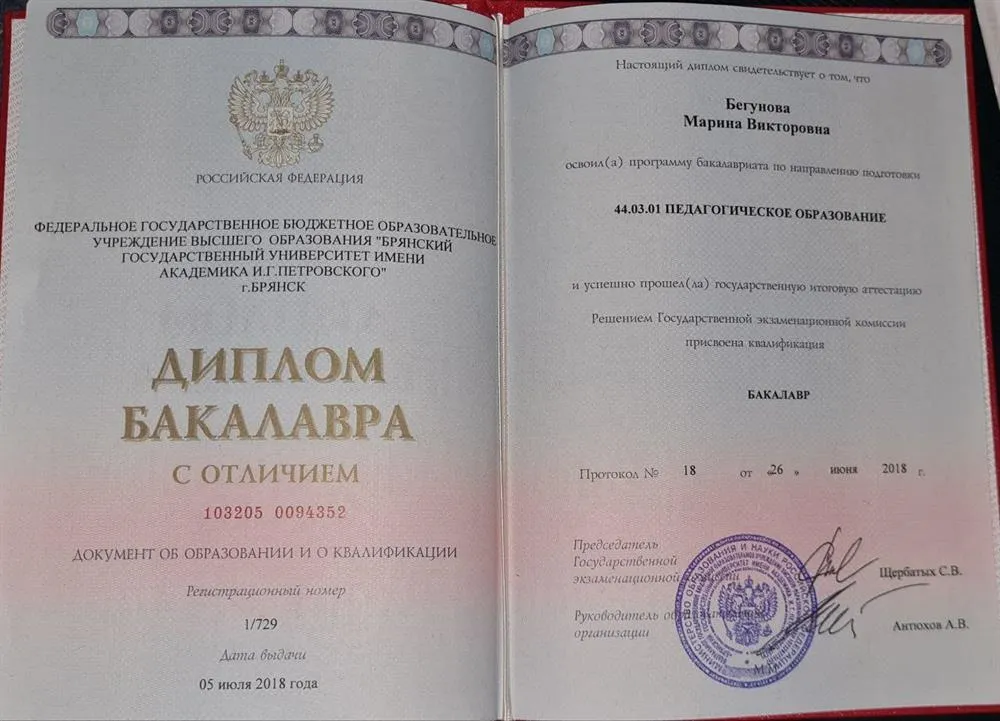 РОССИЙСКАЯ ФЕДЕРАЦИЯ
ФЕДЕРАЛЬНОЕ ГОСУДАРСТВЕННОЕ БЮДЖЕТНОЕ ОБРАЗОВАТЕЛЬНОЕ
УЧРЕЖДЕНИЕ ВЫСШЕГО ОБРАЗОВАНИЯ "БРЯНСКИЙ
ГОСУДАРСТВЕННЫЙ УНИВЕРСИТЕТ ИМЕНИ
АКАДЕМИКА И.Г.ПЕТРОВСКОГО"
г.БРЯНСК
ДИПЛОМ
БАКАЛАВРА
С ОТЛИЧИЕМ
103205 0094352
ДОКУМЕНТ ОБ ОБРАЗОВАНИИ И О КВАЛИФИКАЦИИ
Регистрационный номер
1/729
Дата выдачи
05 июля 2018 года
Настоящий диплом свидетельствует о том, что
Бегунова
Марина Викторовна
освоил(а) программу бакалавриата по направлению подготовки
44.03.01 ПЕДАГОГИЧЕСКОЕ ОБРАЗОВАНИЕ
и успешно прошел(ла) государственную итоговую аттестацию
Решением Государственной экзаменационной комиссии
присвоена квалификация
БАКАЛАВР
Протокол № 18 от «26 » июня 2018 г.
Председатель
Государственной
экзаменационной
Щербатых С.В.
Руководитель
организации
Антюхов А.В.
М.П.